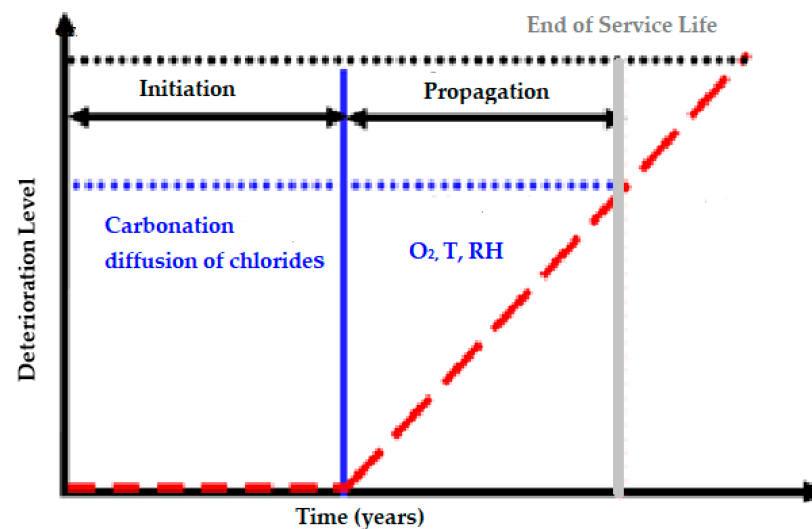 End of Service Life
Initiation
Propagation
Carbonation
diffusion of chlorides
O₂, T, RH
Deterioration Level
Time (years)